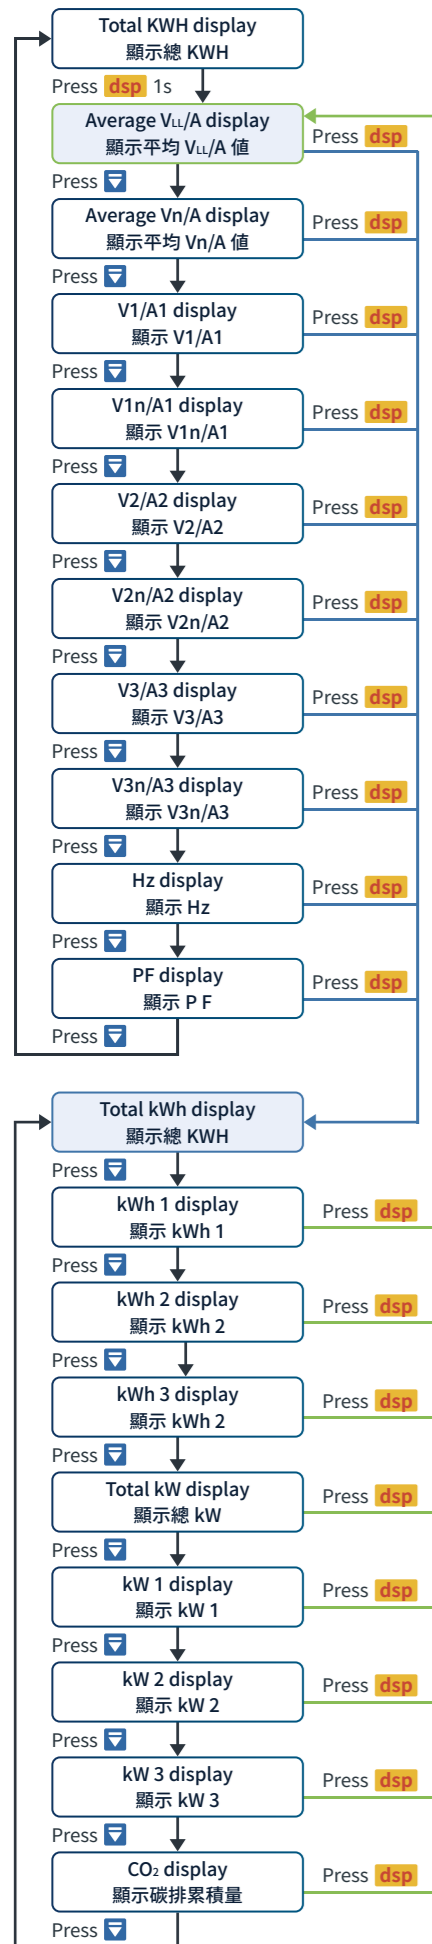 Total KWH display
顯示總 KWH
Press dsp 1s
Average VLL/A display
顯示平均 VLL/A 值
Press dsp
Press
Average Vn/A display
顯示平均 Vn/A 值
Press dsp
Press
V1/A1 display
顯示 V1/A1
Press dsp
Press
V1n/A1 display
顯示 V1n/A1
Press dsp
Press
V2/A2 display
顯示 V2/A2
Press dsp
Press
V2n/A2 display
顯示 V2n/A2
Press dsp
Press
V3/A3 display
顯示 V3/A3
Press dsp
Press
V3n/A3 display
顯示 V3n/A3
Press dsp
Press
Hz display
顯示 Hz
Press dsp
Press
PF display
顯示 P F
Press dsp
Press
Total kWh display
顯示總 KWH
Press
kWh 1 display
顯示 kWh 1
Press dsp
Press
kWh 2 display
顯示 kWh 2
Press dsp
Press
kWh 3 display
顯示 kWh 2
Press dsp
Press
Total kW display
顯示總 kW
Press dsp
Press
kW 1 display
顯示 kW 1
Press dsp
Press
kW 2 display
顯示 kW 2
Press dsp
Press
kW 3 display
顯示 kW 3
Press dsp
Press
CO₂ display
顯示碳排累積量
Press dsp
Press